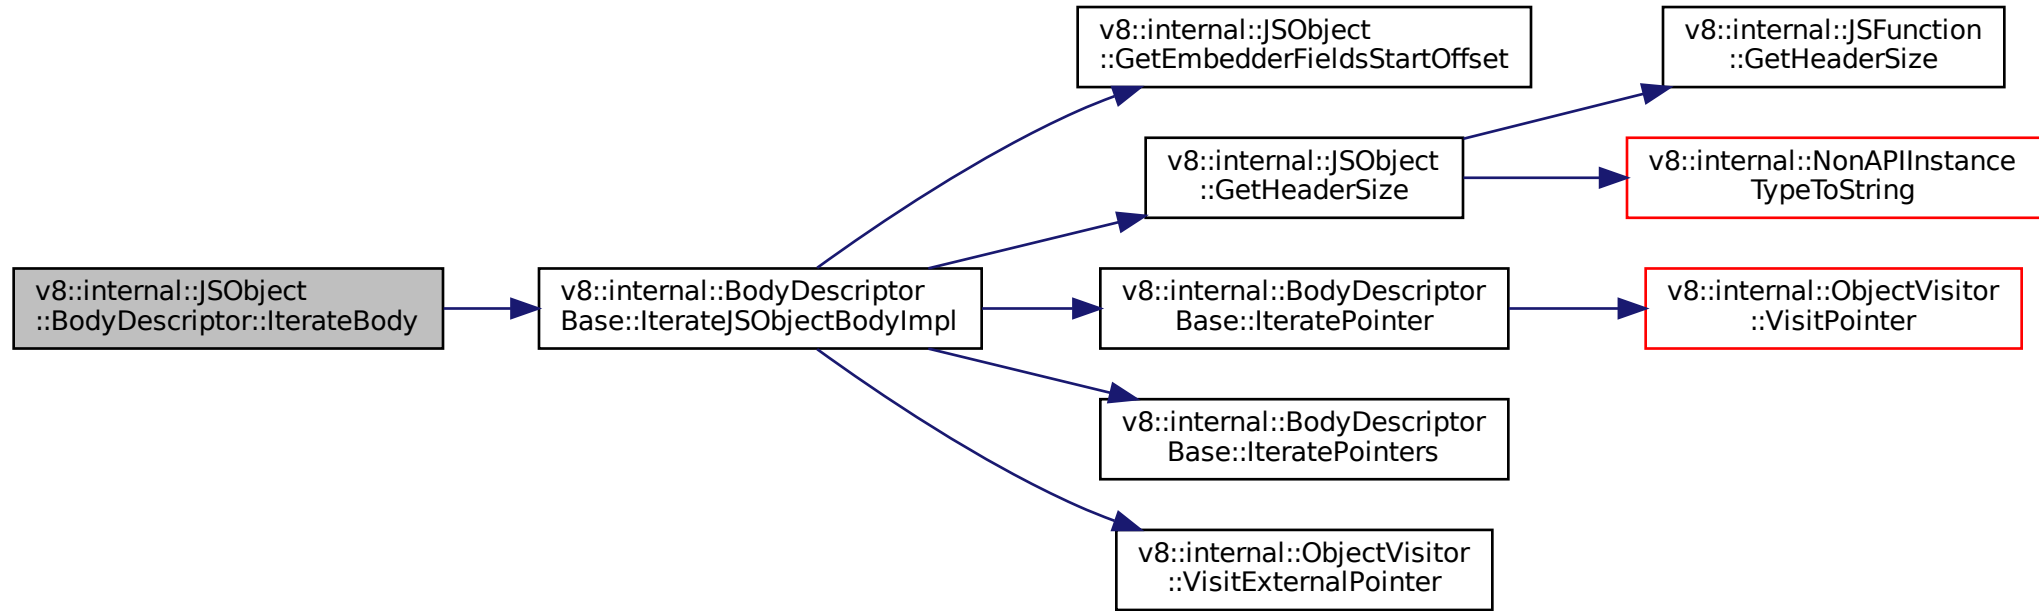 v8::internal::JSObject
::BodyDescriptor::IterateBody
v8::internal::BodyDescriptor
Base::IterateJSObjectBodyImpl
v8::internal::JSObject
::GetEmbedderFieldsStartOffset
v8::internal::JSObject
::GetHeaderSize
v8::internal::JSFunction
::GetHeaderSize
v8::internal::NonAPIInstance
TypeToString
v8::internal::BodyDescriptor
Base::IteratePointer
v8::internal::ObjectVisitor
::VisitPointer
v8::internal::BodyDescriptor
Base::IteratePointers
v8::internal::ObjectVisitor
::VisitExternalPointer